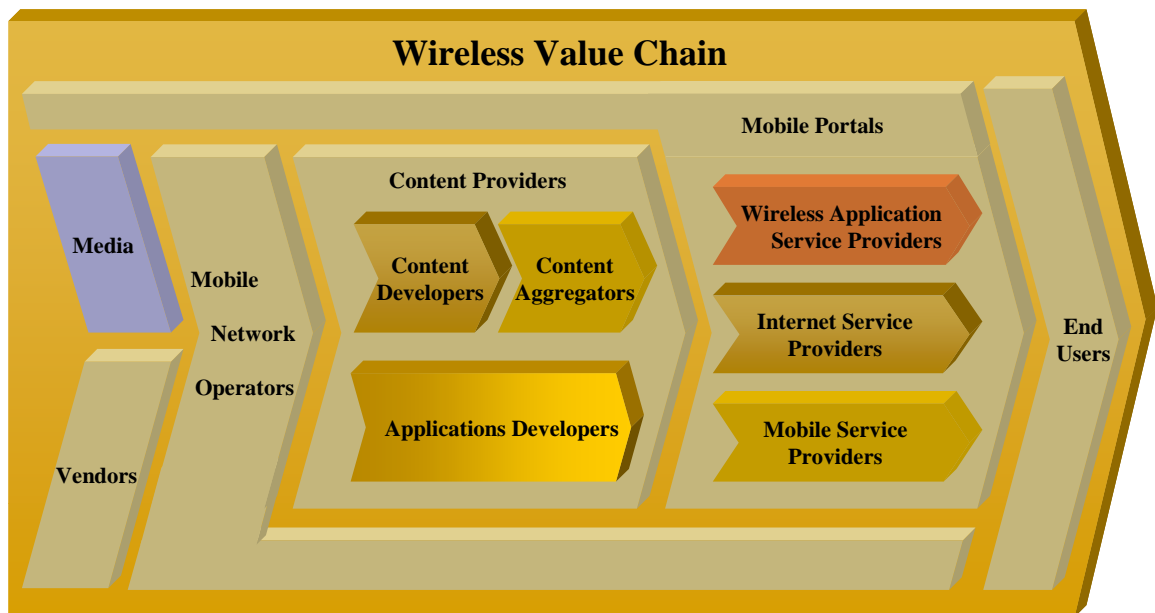 Wireless Value Chain
Mobile Portals
Media
Vendors
Mobile
Network
Operators
Content Providers
Content
Developers
Content
Aggregators
Applications Developers
Wireless Application
Service Providers
Internet Service
Providers
Mobile Service
Providers
End
Users